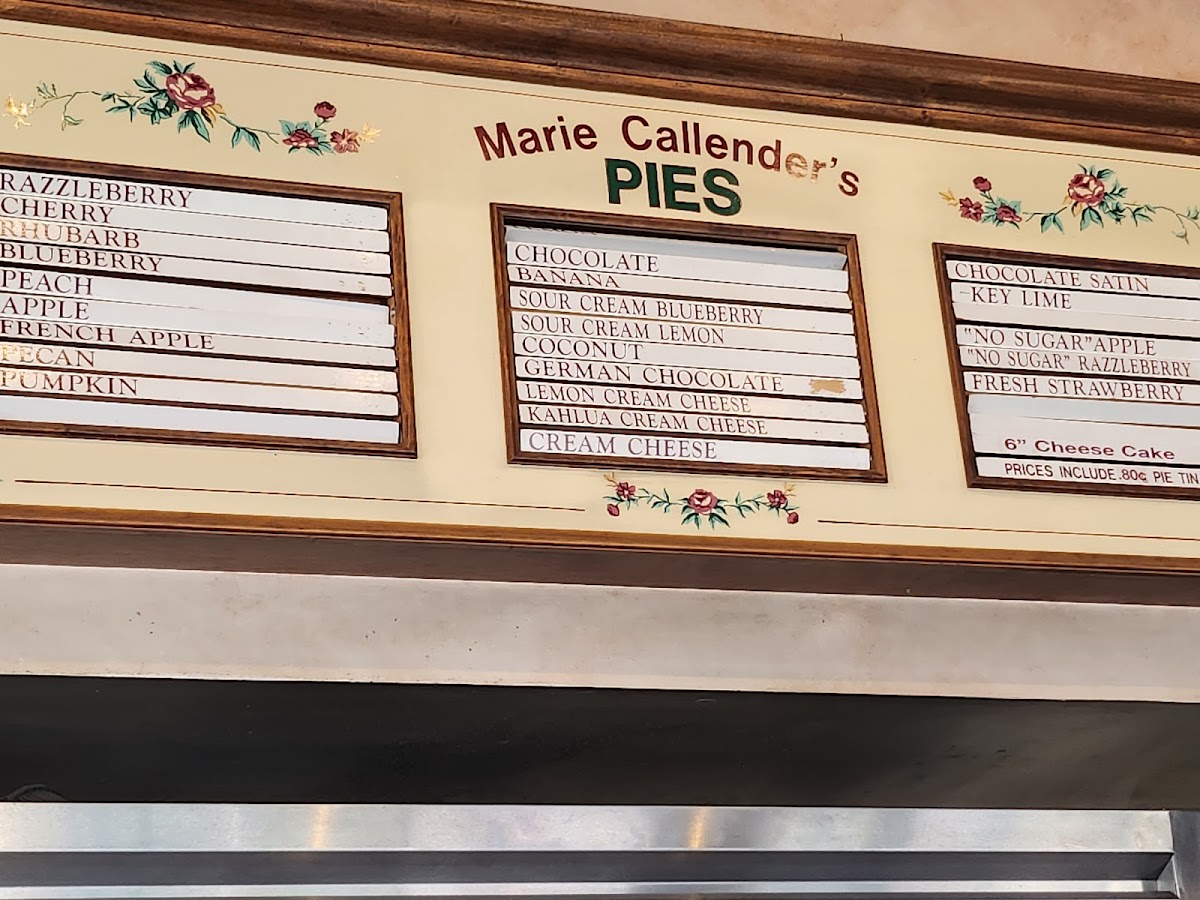 Marie Callender's
PIES
RAZZLEBERRY
CHERRY
RHUBARB
BLUEBERRY
PEACH
APPLE
FRENCH APPLE
PECAN
PUMPKIN
CHOCOLATE
BANANA
SOUR CREAM BLUEBERRY
SOUR CREAM LEMON
COCONUT
GERMAN CHOCOLATE
LEMON CREAM CHEESE
KAHLUA CREAM CHEESE
CREAM CHEESE
CHOCOLATE SATIN
KEY LIME
"NO SUGAR"APPLE
"NO SUGAR" RAZZLEBERRY
FRESH STRAWBERRY
6” Cheese Cake
PRICES INCLUDE .80¢ PIE TIN